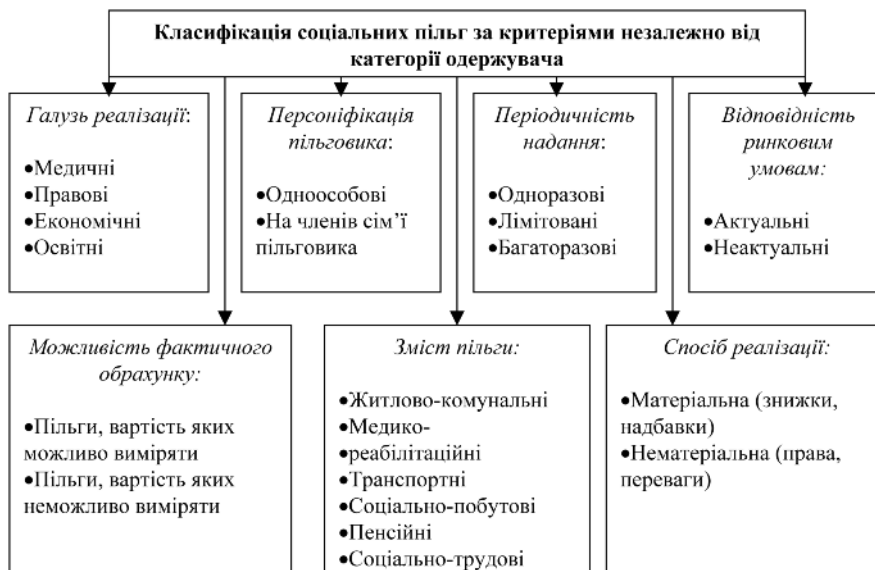 Класифікація соціальних пільг за критеріями незалежно від
категорії одержувача
Галузь реалізації:
•Медичні
•Правові
•Економічні
•Освітні
Персоніфікація
пільговика:
•Одноособові
•На членів сім’ї
пільговика
Періодичність
надання:
•Одноразові
•Лімітовані
•Багаторазові
Відповідність
ринковим
умовам:
•Актуальні
•Неактуальні
Можливість фактичного
обрахунку:
•Пільги, вартість яких
можливо виміряти
•Пільги, вартість яких
неможливо виміряти
Зміст пільги:
•Житлово-комунальні
•Медико-
•реабілітаційні
•Транспортні
•Соціально-побутові
•Пенсійні
•Соціально-трудові
Спосіб реалізації:
•Матеріальна (знижки,
надбавки)
•Нематеріальна (права,
переваги)